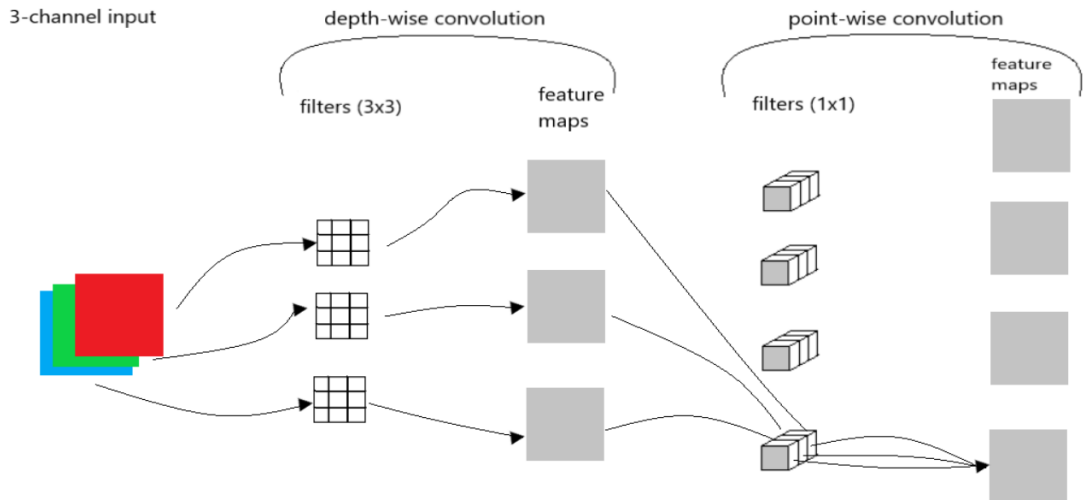 3-channel input
depth-wise convolution
point-wise convolution
filters (3x3)
feature
maps
filters (1x1)
feature
maps